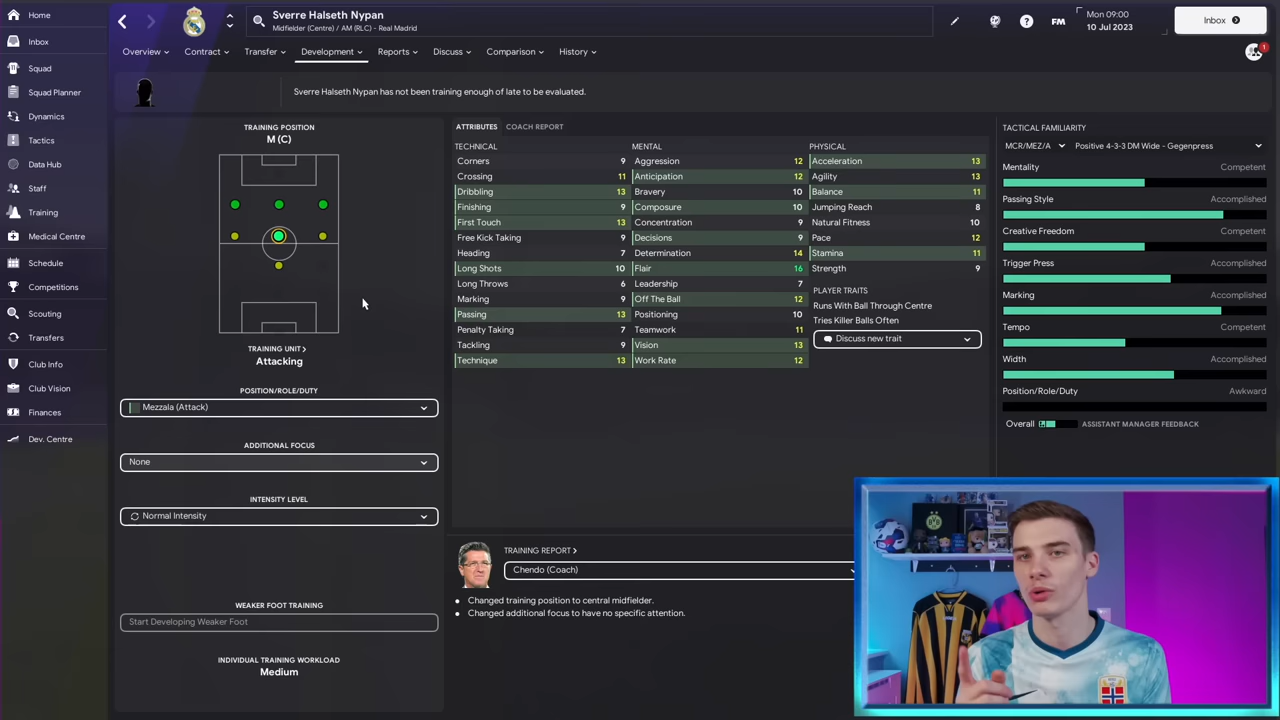 Home
Inbox
Squad
Squad Planner
Dynamics
Tactics
Data Hub
Staff
Training
Medical Centre
Schedule
Competitions
Scouting
Transfers
Club Info
Club Vision
Finances
Dev. Centre
Sverre Halseth Nypan
Midfielder (Centre) / AM (RLC) - Real Madrid
FM
Mon 09:00
10 Jul 2023
Inbox
Overview
Contract
Transfer
Development
Reports
Discuss
Comparison
History
1
Sverre Halseth Nypan has not been training enough of late to be evaluated.
TRAINING POSITION
M (C)
TRAINING UNIT
Attacking
POSITION/ROLE/DUTY
Mezzala (Attack)
ADDITIONAL FOCUS
None
INTENSITY LEVEL
Normal Intensity
WEAKER FOOT TRAINING
Start Developing Weaker Foot
INDIVIDUAL TRAINING WORKLOAD
Medium
ATTRIBUTES COACH REPORT
TECHNICAL
Corners 9
Crossing 11
Dribbling 13
Finishing 9
First Touch 13
Free Kick Taking 9
Heading 7
Long Shots 10
Long Throws 6
Marking 9
Passing 13
Penalty Taking 7
Tackling 9
Technique 13
MENTAL
Aggression 12
Anticipation 12
Bravery 10
Composure 10
Concentration 9
Decisions 9
Determination 14
Flair 16
Leadership 7
Off The Ball 12
Positioning 10
Teamwork 11
Vision 13
Work Rate 12
PHYSICAL
Acceleration 13
Agility 13
Balance 11
Jumping Reach 8
Natural Fitness 10
Pace 12
Stamina 11
Strength 9
PLAYER TRAITS
Runs With Ball Through Centre
Tries Killer Balls Often
Discuss new trait
TRAINING REPORT
Chendo (Coach)
Changed training position to central midfielder.
Changed additional focus to have no specific attention.
TACTICAL FAMILIARITY
MCR/MEZ/A Positive 4-3-3 DM Wide - Gegenpress
Mentality Competent
Passing Style Accomplished
Creative Freedom Competent
Trigger Press Accomplished
Marking Accomplished
Tempo Competent
Width Accomplished
Position/Role/Duty Awkward
Overall ASSISTANT MANAGER FEEDBACK